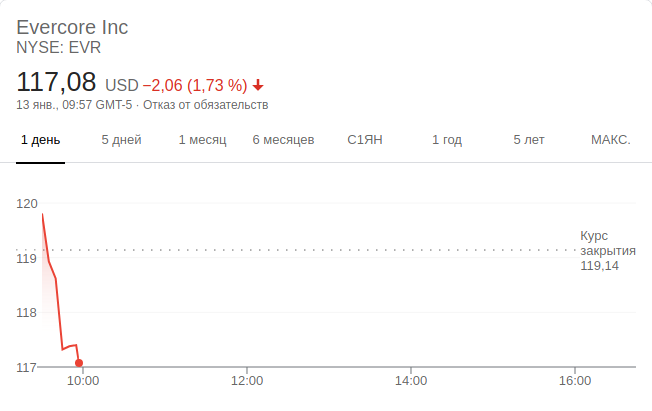 Evercore Inc
NYSE: EVR
117,08 USD −2,06 (1,73 %)
13 янв., 09:57 GMT-5 · Отказ от обязательств
1 день 5 дней 1 месяц 6 месяцев С1ЯН 1 год 5 лет МАКС.
120
Курс
закрытия
119,14
119
118
117
10:00 12:00 14:00 16:00